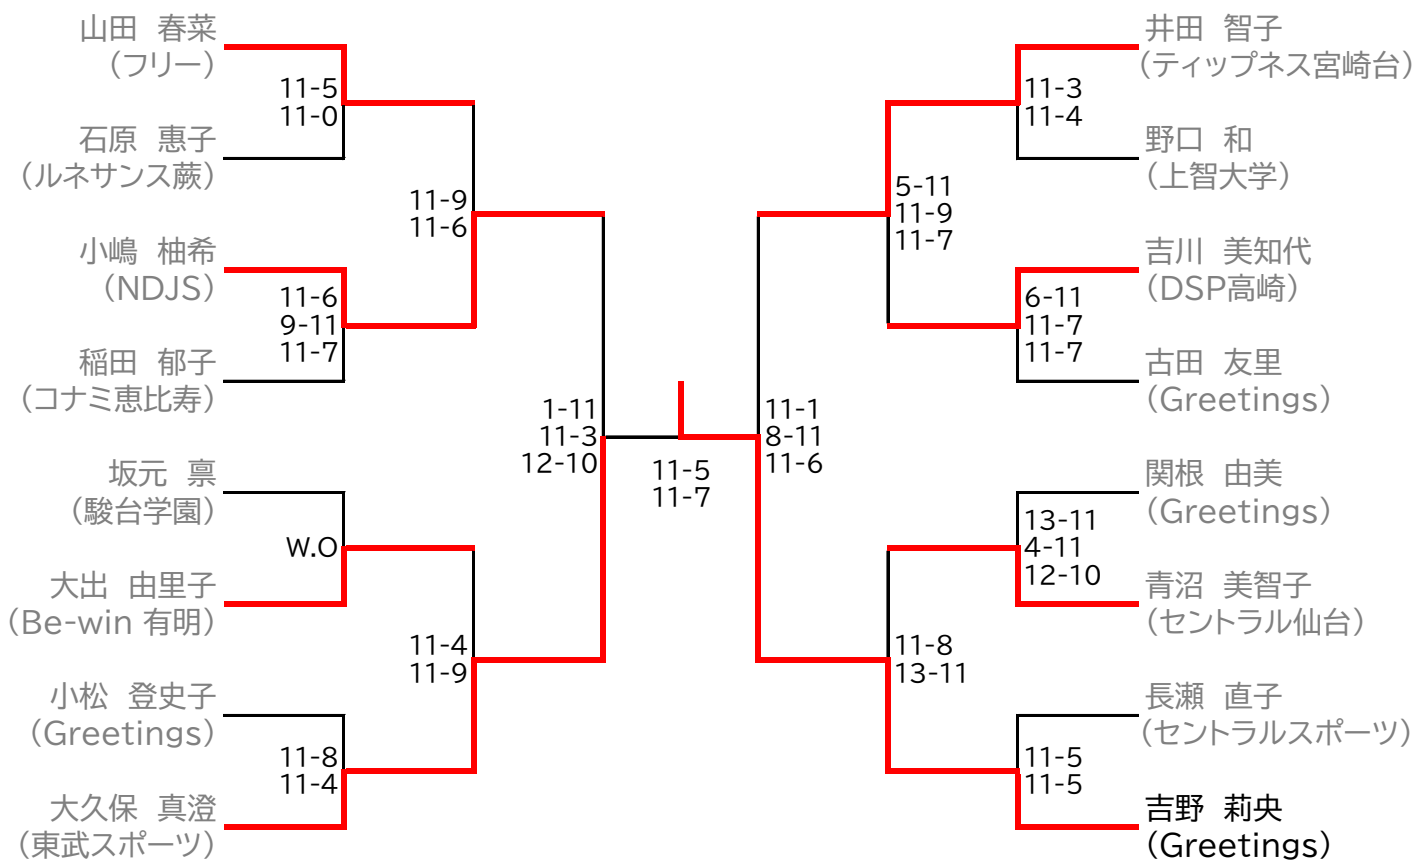 山田 春菜
(フリー)
11-5
11-0
石原 惠子
(ルネサンス蕨)
11-9
11-6
小嶋 柚希
(NDJS)
11-6
9-11
11-7
稲田 郁子
(コナミ恵比寿)
1-11
11-3
12-10
坂元 禀
(駿台学園)
W.O
大出 由里子
(Be-win 有明)
11-4
11-9
小松 登史子
(Greetings)
11-8
11-4
大久保 真澄
(東武スポーツ)
11-5
11-7
井田 智子
(ティップネス宮崎台)
11-3
11-4
野口 和
(上智大学)
5-11
11-9
11-7
吉川 美知代
(DSP高崎)
6-11
11-7
11-7
古田 友里
(Greetings)
11-1
8-11
11-6
関根 由美
(Greetings)
13-11
4-11
12-10
青沼 美智子
(セントラル仙台)
11-8
13-11
長瀬 直子
(セントラルスポーツ)
11-5
11-5
吉野 莉央
(Greetings)